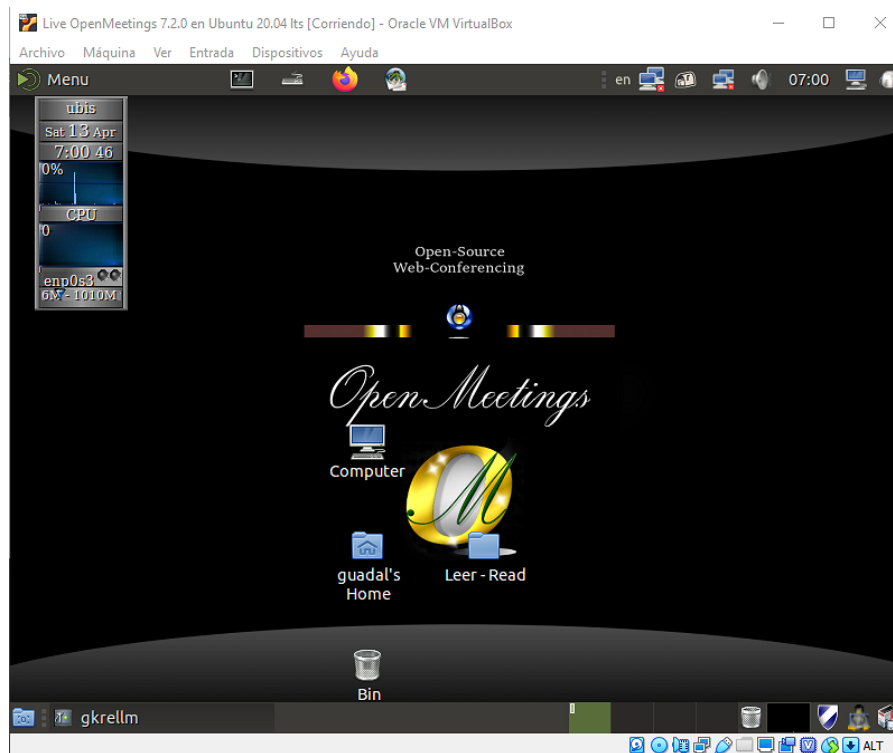 Live OpenMeetings 7.2.0 en Ubuntu 20.04 lts [Corriendo] - Oracle VM VirtualBox
Archivo Máquina Ver Entrada Dispositivos Ayuda
Menu en 07:00
ubis
Sat 13 Apr
7:00 46
0%
CPU
0
enp0s3
6M - 1010M
Open-Source
Web-Conferencing
OpenMeetings
Computer
OM
guadal's
Home
Leer - Read
Bin
gkrellm
ALT